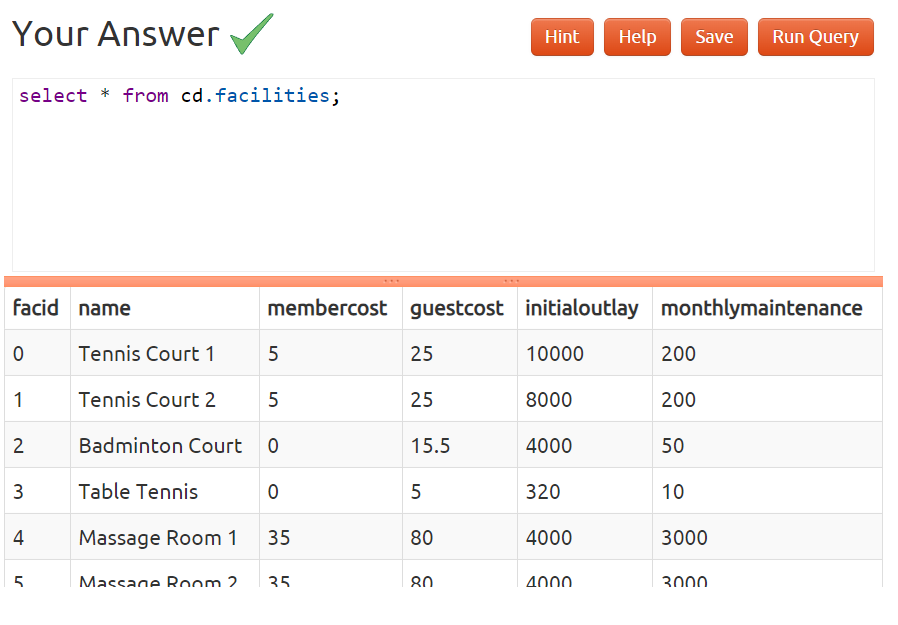 Your Answer
Hint Help Save Run Query
select * from cd.facilities;
facid name membercost guestcost initialoutlay monthlymaintenance
0 Tennis Court 1 5 25 10000 200
1 Tennis Court 2 5 25 8000 200
2 Badminton Court 0 15.5 4000 50
3 Table Tennis 0 5 320 10
4 Massage Room 1 35 80 4000 3000
5 Massage Room 2 35 80 4000 3000